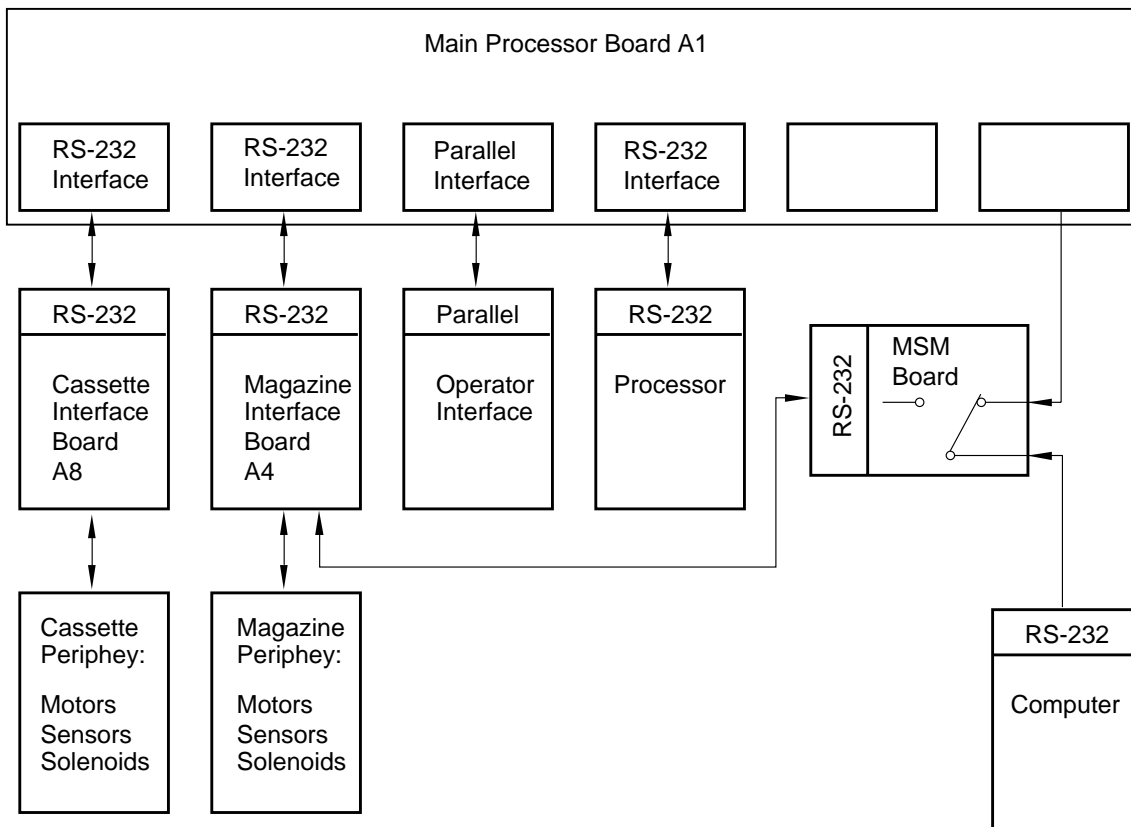 Main Processor Board A1
RS-232
Interface
RS-232
Interface
Parallel
Interface
RS-232
Interface
RS-232
Cassette
Interface
Board
A8
RS-232
Magazine
Interface
Board
A4
Parallel
Operator
Interface
RS-232
Processor
RS-232
MSM
Board
Cassette
Periphey:
Motors
Sensors
Solenoids
Magazine
Periphey:
Motors
Sensors
Solenoids
RS-232
Computer